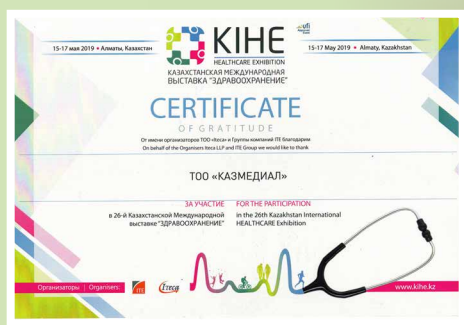 15-17 мая 2019 • Алматы, Казахстан
KIHE
HEALTHCARE EXHIBITION
КАЗАХСТАНСКАЯ МЕЖДУНАРОДНАЯ
ВЫСТАВКА "ЗДРАВООХРАНЕНИЕ"
ufi
15-17 May 2019 • Almaty, Kazakhstan
CERTIFICATE
OF GRATITUDE
От имени организаторов ТОО «Iteca» и Группы компаний ITE благодарим
On behalf of the Organisers Iteca LLP and ITE Group we would like to thank
ТОО «КАЗМЕДИАЛ»
ЗА УЧАСТИЕ
в 26-й Казахстанской Международной
выставке "ЗДРАВООХРАНЕНИЕ"
FOR THE PARTICIPATION
in the 26th Kazakhstan International
HEALTHCARE Exhibition
Организаторы | Organisers:
ITE
iTeca
www.kihe.kz